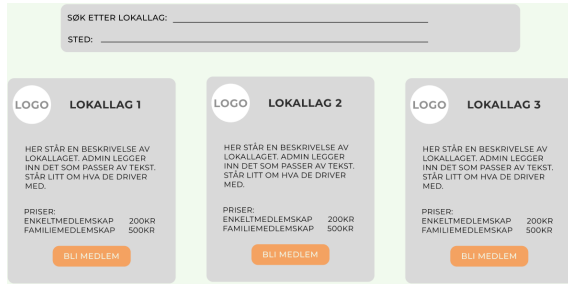 SØK ETTER LOKALLAG:
STED:
LOGO LOKALLAG 1
HER STÅR EN BESKRIVELSE AV
LOKALLAGET. ADMIN LEGGER
INN DET SOM PASSER AV TEKST.
STÅR LITT OM HVA DE DRIVER
MED.
PRISER:
ENKELTMEDLEMSKAP 200KR
FAMILIEMEDLEMSKAP 500KR
BLI MEDLEM
LOGO LOKALLAG 2
HER STÅR EN BESKRIVELSE AV
LOKALLAGET. ADMIN LEGGER
INN DET SOM PASSER AV TEKST.
STÅR LITT OM HVA DE DRIVER
MED.
PRISER:
ENKELTMEDLEMSKAP 200KR
FAMILIEMEDLEMSKAP 500KR
BLI MEDLEM
LOGO LOKALLAG 3
HER STÅR EN BESKRIVELSE AV
LOKALLAGET. ADMIN LEGGER
INN DET SOM PASSER AV TEKST.
STÅR LITT OM HVA DE DRIVER
MED.
PRISER:
ENKELTMEDLEMSKAP 200KR
FAMILIEMEDLEMSKAP 500KR
BLI MEDLEM